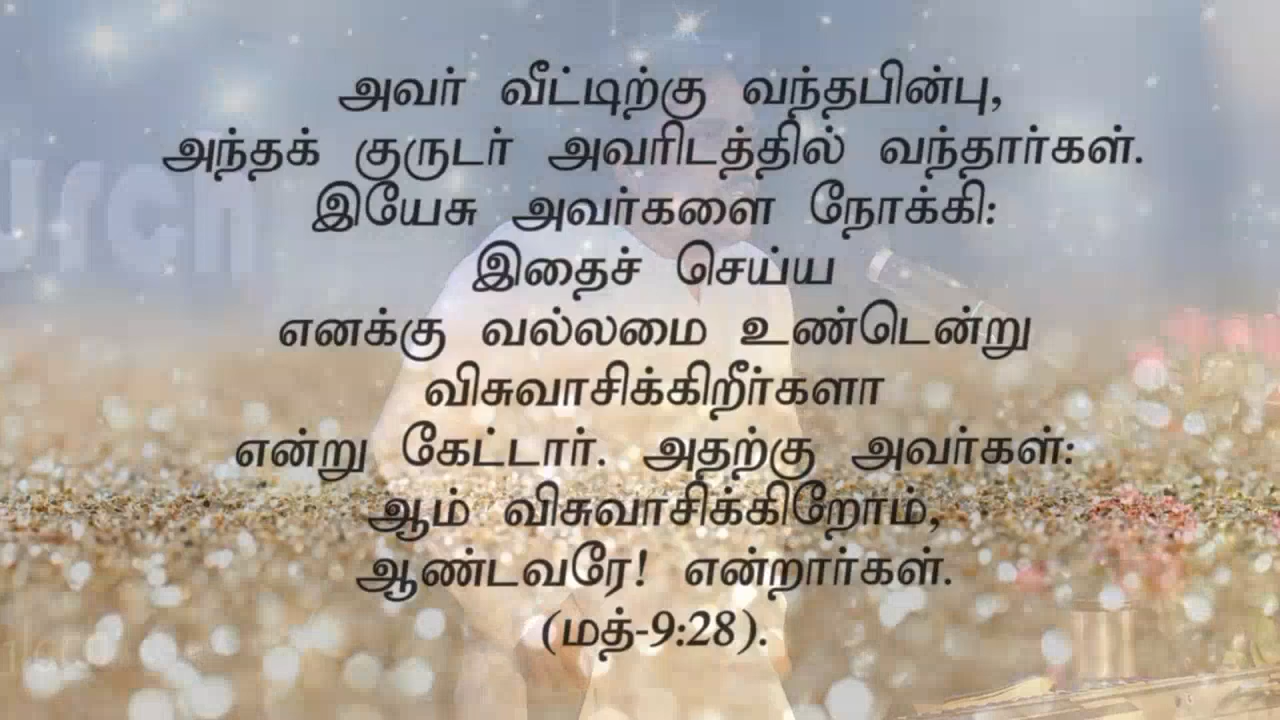 அவர் வீட்டிற்கு வந்தபின்பு,
அந்தக் குருடர் அவரிடத்தில் வந்தார்கள்.
இயேசு அவர்களை நோக்கி:
இதைச் செய்ய
எனக்கு வல்லமை உண்டென்று
விசுவாசிக்கிறீர்களா
என்று கேட்டார். அதற்கு அவர்கள்:
ஆம் விசுவாசிக்கிறோம்,
ஆண்டவரே! என்றார்கள்.
(மத்-9:28).